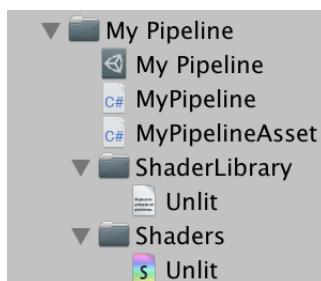 My Pipeline
My Pipeline
C# MyPipeline
C# MyPipelineAsset
ShaderLibrary
Unlit
Shaders
S Unlit